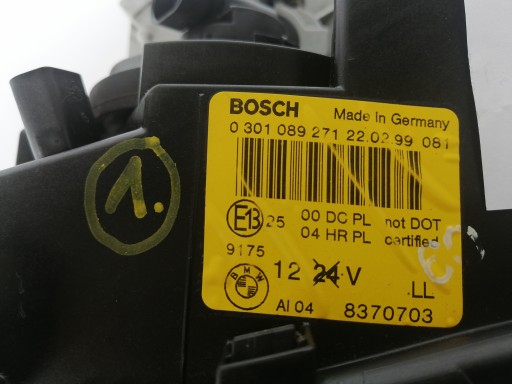 BOSCH Made in Germany
0 301 089 271 22.02.99 081
E13 25 00 DC PL not DOT
04 HR PL certified
9175
BMW 12 24 V LL
AI 04 8370703
1.